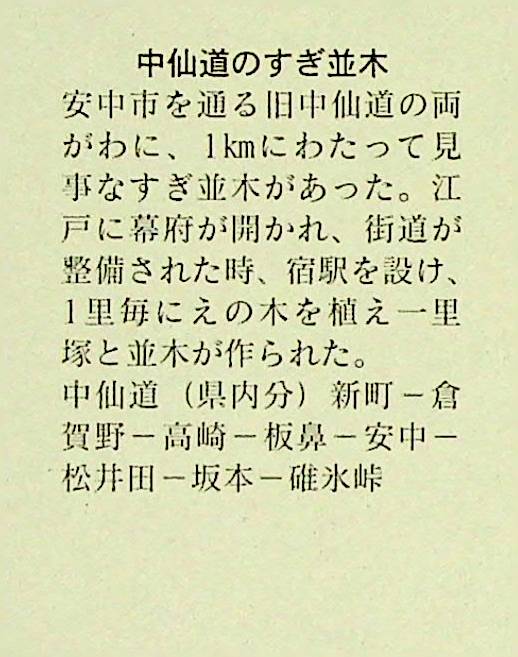 中仙道のすぎ並木
安中市を通る旧中仙道の両
がわに、1㎞にわたって見
事なすぎ並木があった。江
戸に幕府が開かれ、街道が
整備された時、宿駅を設け、
1里毎にえの木を植え一里
塚と並木が作られた。
中仙道（県内分）新町－倉
賀野－高崎－板鼻－安中－
松井田－坂本－碓氷峠